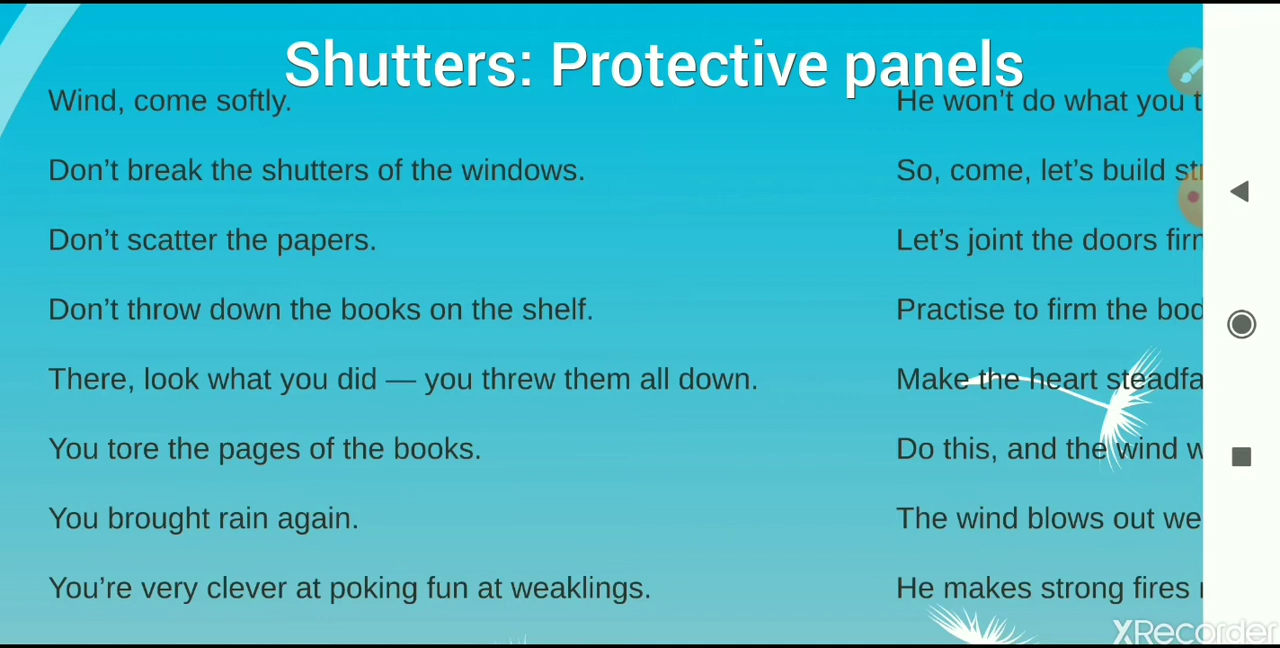 Shutters: Protective panels
Wind, come softly.
Don’t break the shutters of the windows.
Don’t scatter the papers.
Don’t throw down the books on the shelf.
There, look what you did — you threw them all down.
You tore the pages of the books.
You brought rain again.
You’re very clever at poking fun at weaklings.
He won’t do what you
So, come, let’s build
Let’s joint the doors
Practise to firm the
Make the heart
Do this, and the wind
The wind blows out
He makes strong fires
XRecorder